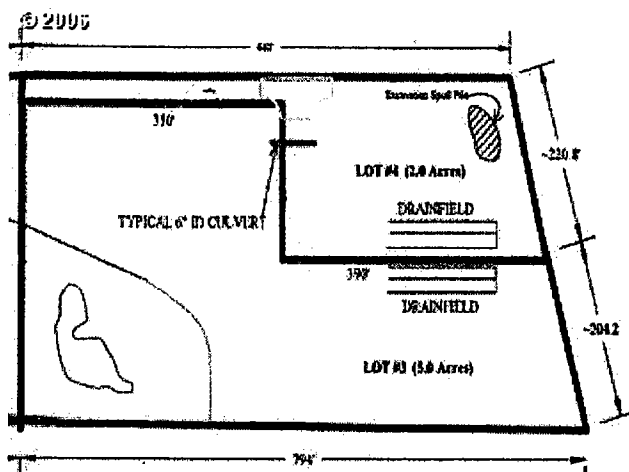 © 2006
Excavation Spoil Pile
310'
~220.8'
LOT #4 (2.0 Acres)
TYPICAL 6" ID CULVERT
DRAINFIELD
398'
DRAINFIELD
~204.2
LOT #3 (5.0 Acres)
794'